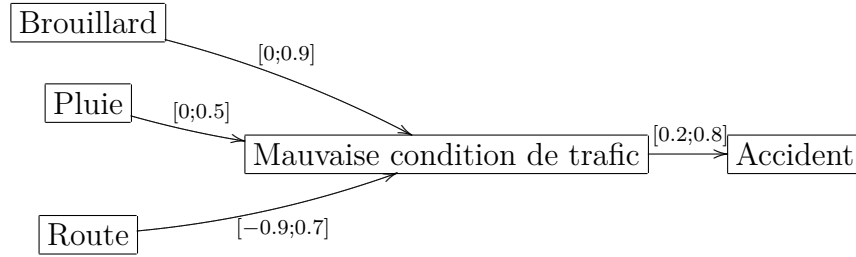 Brouillard
[0;0.9]
Pluie
[0;0.5]
Mauvaise condition de trafic
[0.2;0.8]
Accident
Route
[−0.9;0.7]